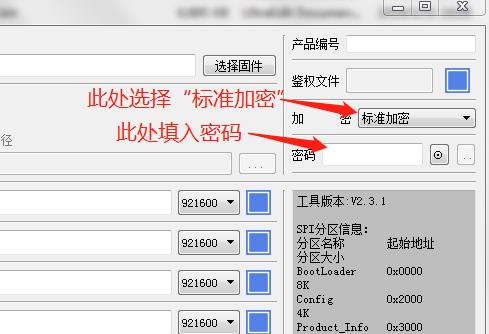 产品编号
选择固件
鉴权文件
此处选择“标准加密”
加 密 标准加密
此处填入密码
径
密码
...
921600
工具版本:V2.3.1
921600
SPI分区信息:
分区名称 起始地址
分区大小
921600
BootLoader 0x0000
8K
Config 0x2000
4K
921600
Product_Info 0x3000